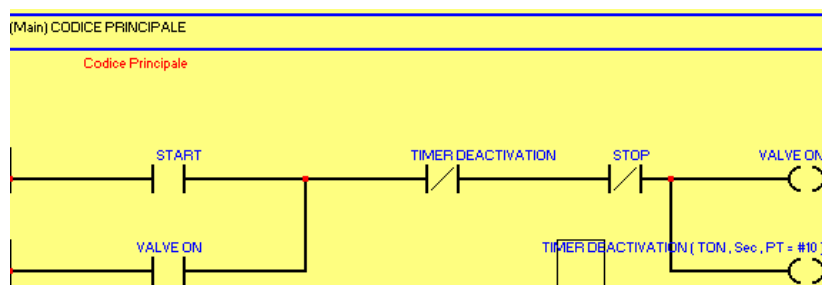 (Main) CODICE PRINCIPALE
Codice Principale
START
TIMER DEACTIVATION
STOP
VALVE ON
VALVE ON
TIMER DEACTIVATION ( TON , Sec , PT = #10 )